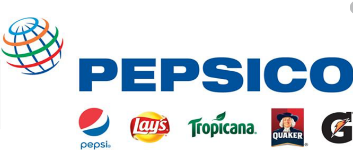 PEPSICO
pepsi
Lay's
Tropicana
QUAKER
G